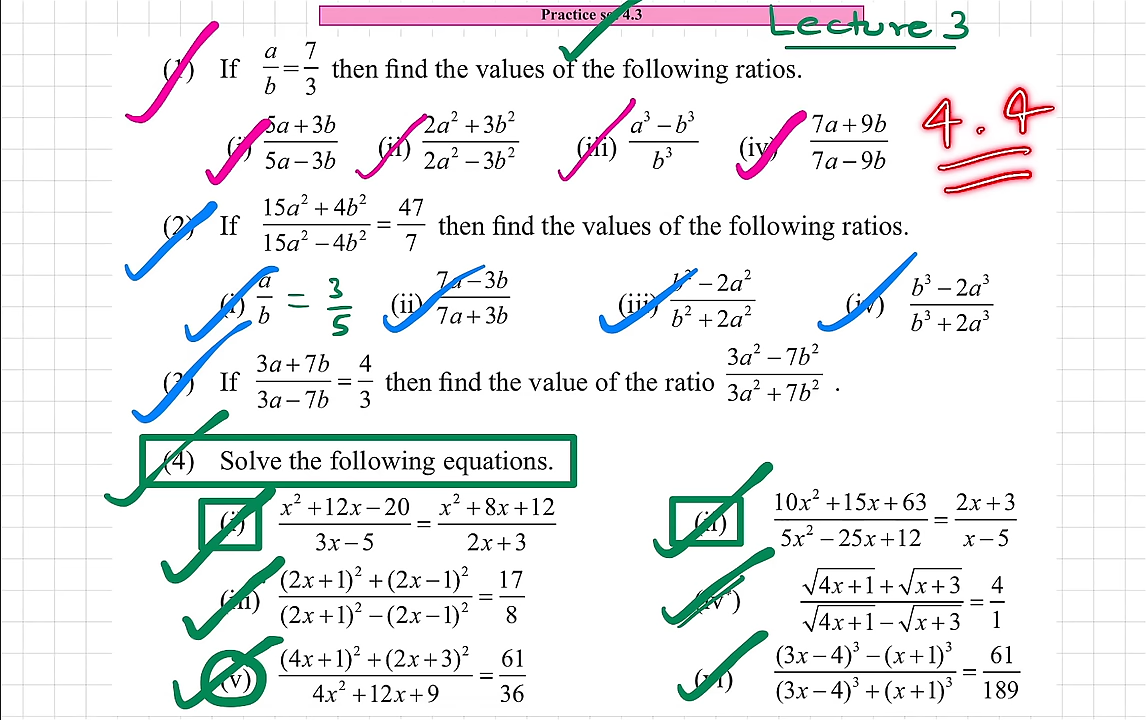 Practice set 4.3
Lecture 3
(1) If a/b = 7/3 then find the values of the following ratios.
(i) (5a + 3b)/(5a − 3b) (ii) (2a² + 3b²)/(2a² − 3b²) (iii) (a³ − b³)/b³ (iv) (7a + 9b)/(7a − 9b)
4.4
(2) If (15a² + 4b²)/(15a² − 4b²) = 47/7 then find the values of the following ratios.
(i) a/b = 3/5 (ii) (7a − 3b)/(7a + 3b) (iii) (b² − 2a²)/(b² + 2a²) (iv) (b³ − 2a³)/(b³ + 2a³)
(3) If (3a + 7b)/(3a − 7b) = 4/3 then find the value of the ratio (3a² − 7b²)/(3a² + 7b²) .
(4) Solve the following equations.
(i) (x² + 12x − 20)/(3x − 5) = (x² + 8x + 12)/(2x + 3) (ii) (10x² + 15x + 63)/(5x² − 25x + 12) = (2x + 3)/(x − 5)
(iii) ((2x + 1)² + (2x − 1)²)/((2x + 1)² − (2x − 1)²) = 17/8 (iv*) (√(4x + 1) + √(x + 3))/(√(4x + 1) − √(x + 3)) = 4/1
(v) ((4x + 1)² + (2x + 3)²)/(4x² + 12x + 9) = 61/36 (vi) ((3x − 4)³ − (x + 1)³)/((3x − 4)³ + (x + 1)³) = 61/189